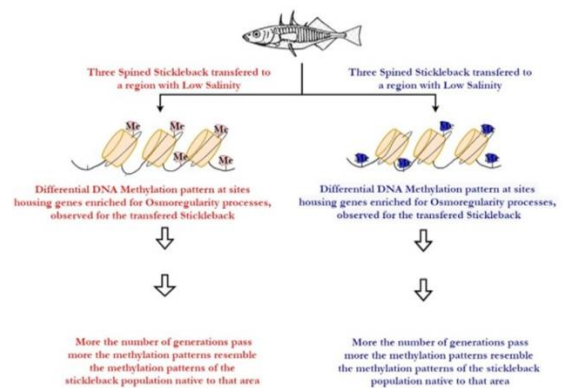 Three Spined Stickleback transfered to
a region with Low Salinity
Three Spined Stickleback transfered to
a region with Low Salinity
Me Me Me
Me Me
Me Me
Me Me Me
Differential DNA Methylation pattern at sites
housing genes enriched for Osmoregularity processes,
observed for the transfered Stickleback
Differential DNA Methylation pattern at sites
housing genes enriched for Osmoregularity processes,
observed for the transfered Stickleback
More the number of generations pass
more the methylation patterns resemble
the methylation patterns of the
stickleback population native to that area
More the number of generations pass
more the methylation patterns resemble
the methylation patterns of the stickleback
population native to that area